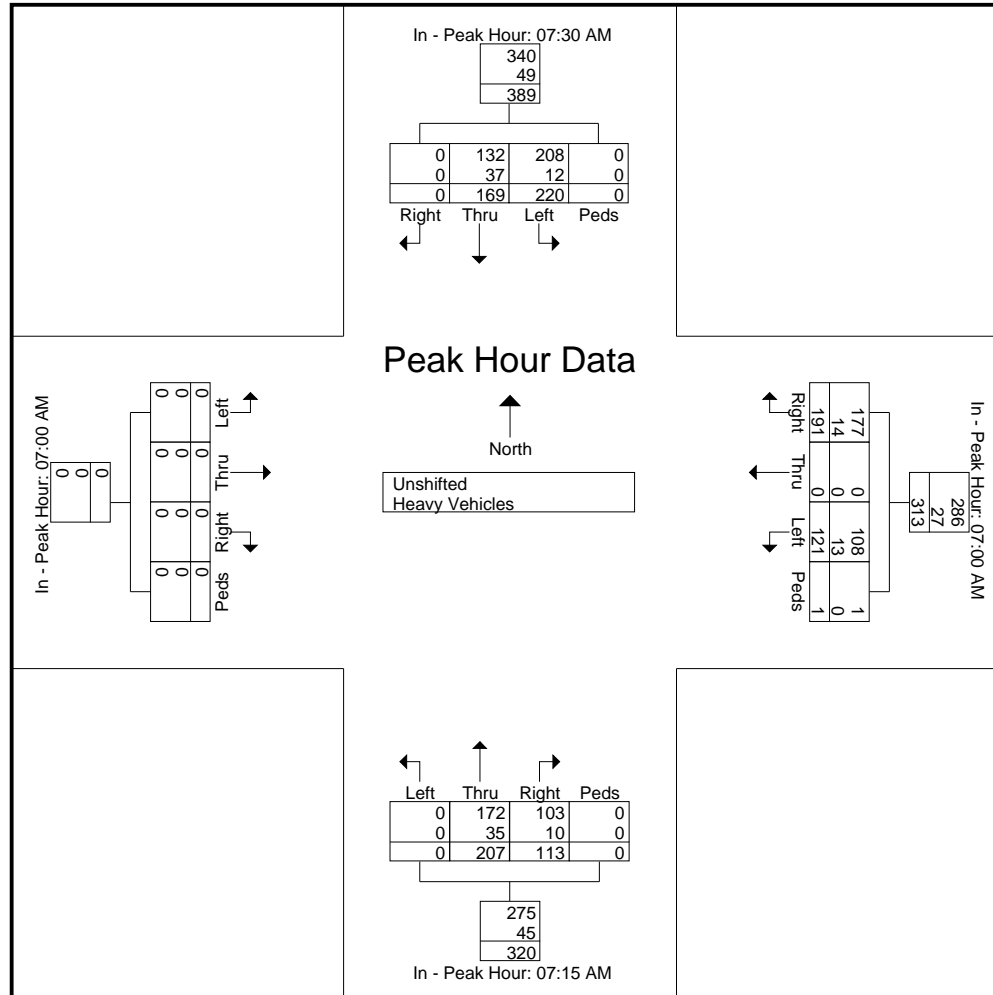 In - Peak Hour: 07:30 AM
340
49
389
0 132 208 0
0 37 12 0
0 169 220 0
Right Thru Left Peds
Peak Hour Data
North
Unshifted
Heavy Vehicles
In - Peak Hour: 07:00 AM
0
0
0
0 0 0 0
0 0 0 0
0 0 0 0
Left Thru Right Peds
In - Peak Hour: 07:00 AM
286
27
313
177 0 108 1
14 0 13 0
191 0 121 1
Right Thru Left Peds
Left Thru Right Peds
0 172 103 0
0 35 10 0
0 207 113 0
275
45
320
In - Peak Hour: 07:15 AM